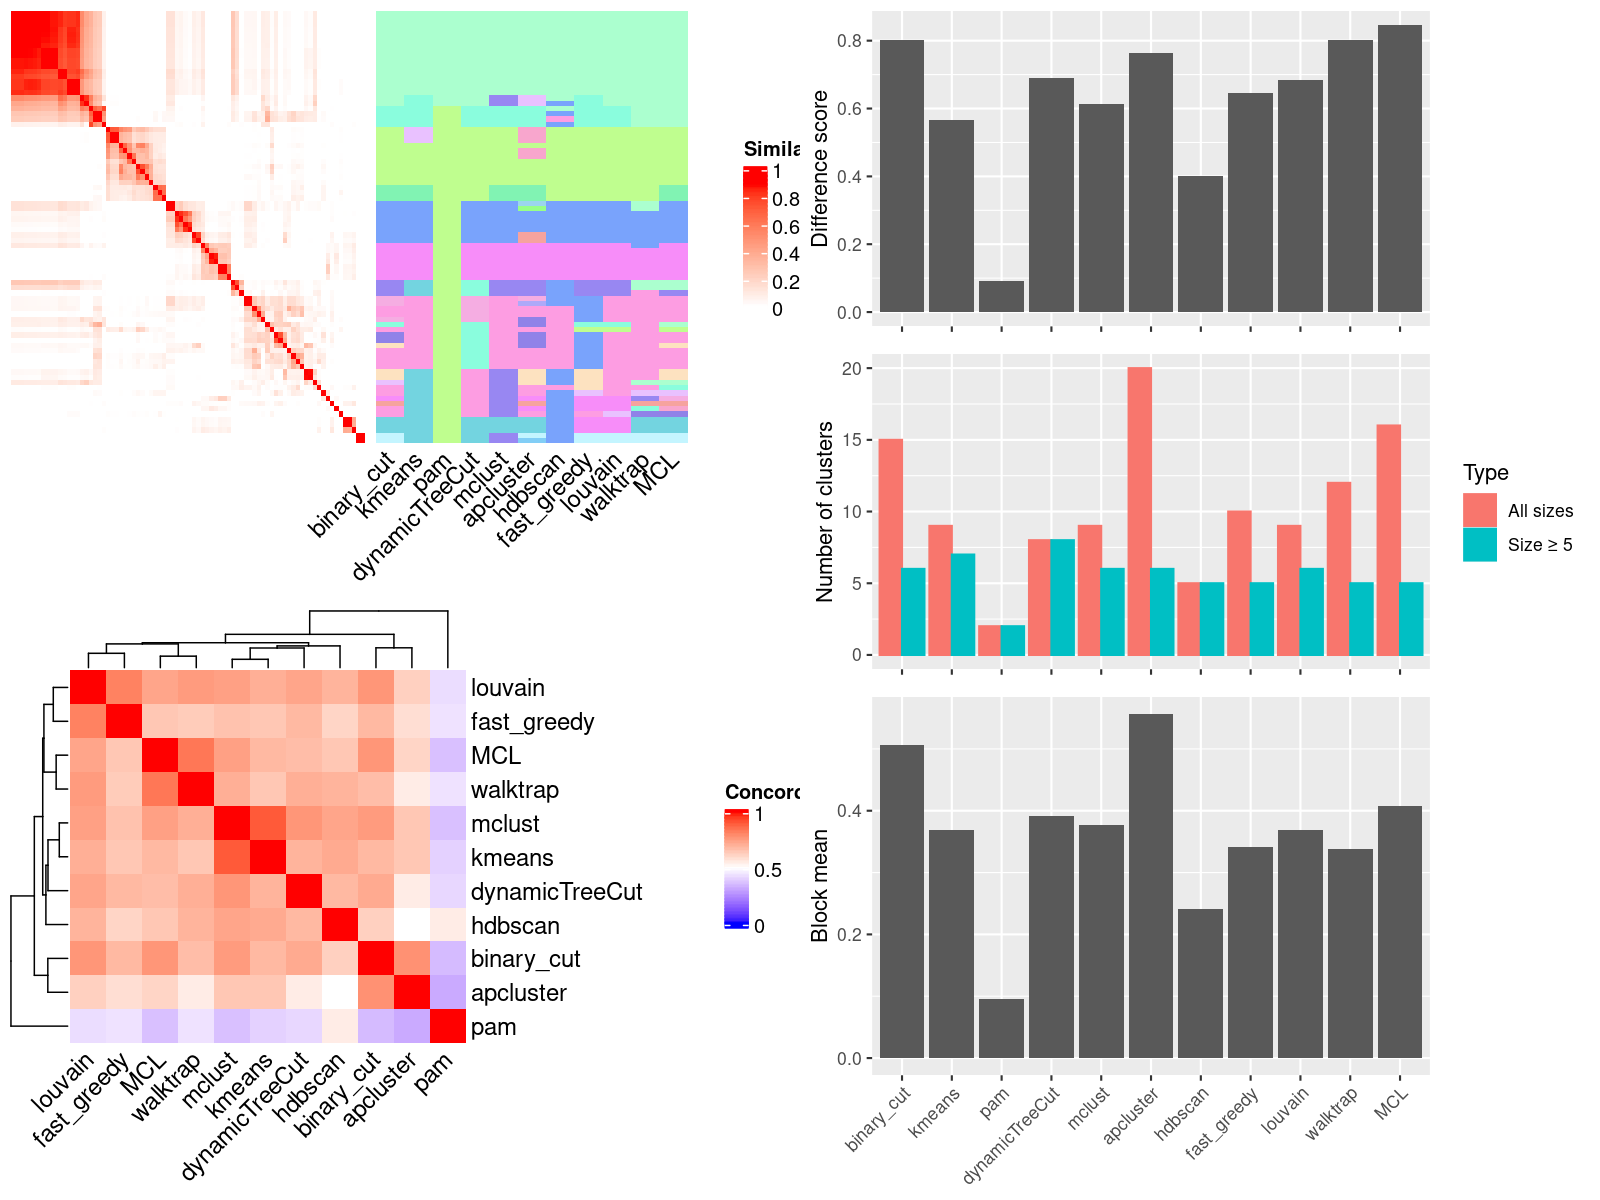 Simila
1
0.8
0.6
0.4
0.2
0
binary_cut
kmeans
pam
dynamicTreeCut
mclust
apcluster
hdbscan
fast_greedy
louvain
walktrap
MCL
louvain
fast_greedy
MCL
walktrap
mclust
kmeans
dynamicTreeCut
hdbscan
binary_cut
apcluster
pam
louvain
fast_greedy
MCL
walktrap
mclust
kmeans
dynamicTreeCut
hdbscan
binary_cut
apcluster
pam
Concord
1
0.5
0
Difference score
0.8
0.6
0.4
0.2
0.0
Number of clusters
20
15
10
5
0
Type
All sizes
Size ≥ 5
Block mean
0.4
0.2
0.0
binary_cut
kmeans
pam
dynamicTreeCut
mclust
apcluster
hdbscan
fast_greedy
louvain
walktrap
MCL